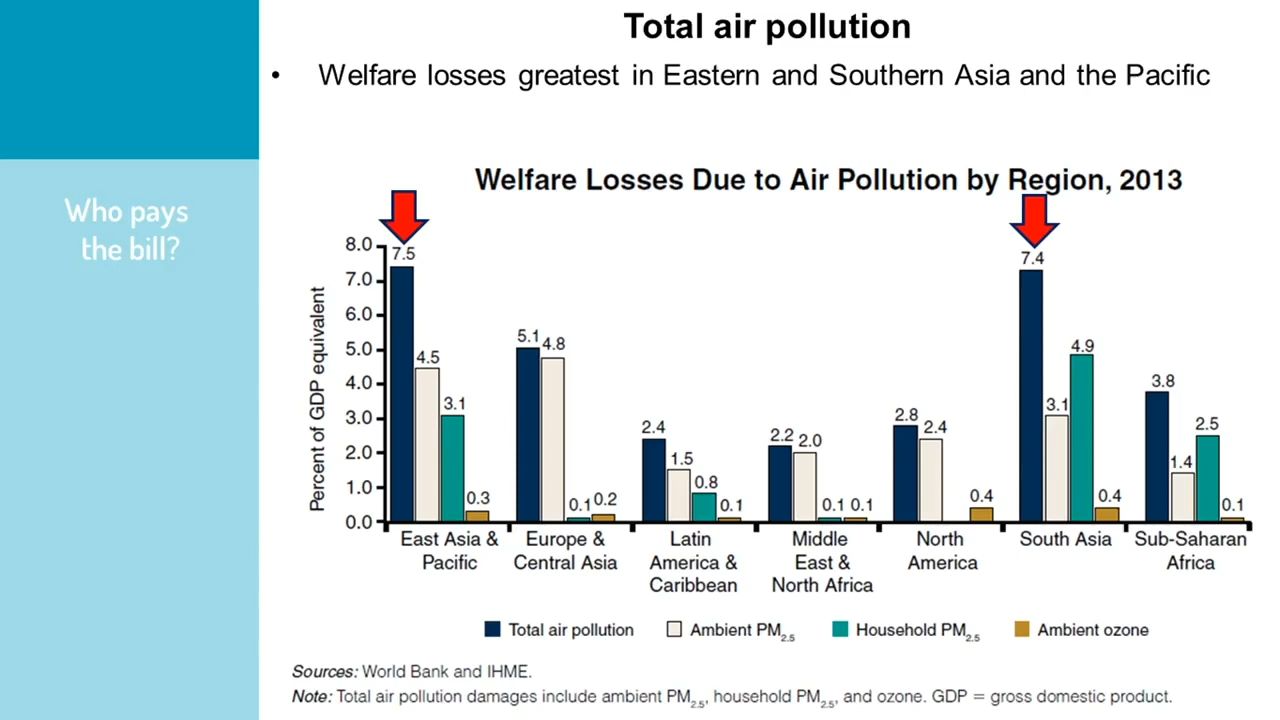 Total air pollution
• Welfare losses greatest in Eastern and Southern Asia and the Pacific
Who pays
the bill?
Welfare Losses Due to Air Pollution by Region, 2013
Percent of GDP equivalent
8.0
7.0
6.0
5.0
4.0
3.0
2.0
1.0
0.0
7.5
4.5
3.1
0.3
5.1
4.8
0.1
0.2
2.4
1.5
0.8
0.1
2.2
2.0
0.1
0.1
2.8
2.4
0.4
7.4
3.1
4.9
0.4
3.8
1.4
2.5
0.1
East Asia &
Pacific
Europe &
Central Asia
Latin
America &
Caribbean
Middle
East &
North Africa
North
America
South Asia
Sub-Saharan
Africa
Total air pollution
Ambient PM2.5
Household PM2.5
Ambient ozone
Sources: World Bank and IHME.
Note: Total air pollution damages include ambient PM2.5, household PM2.5, and ozone. GDP = gross domestic product.